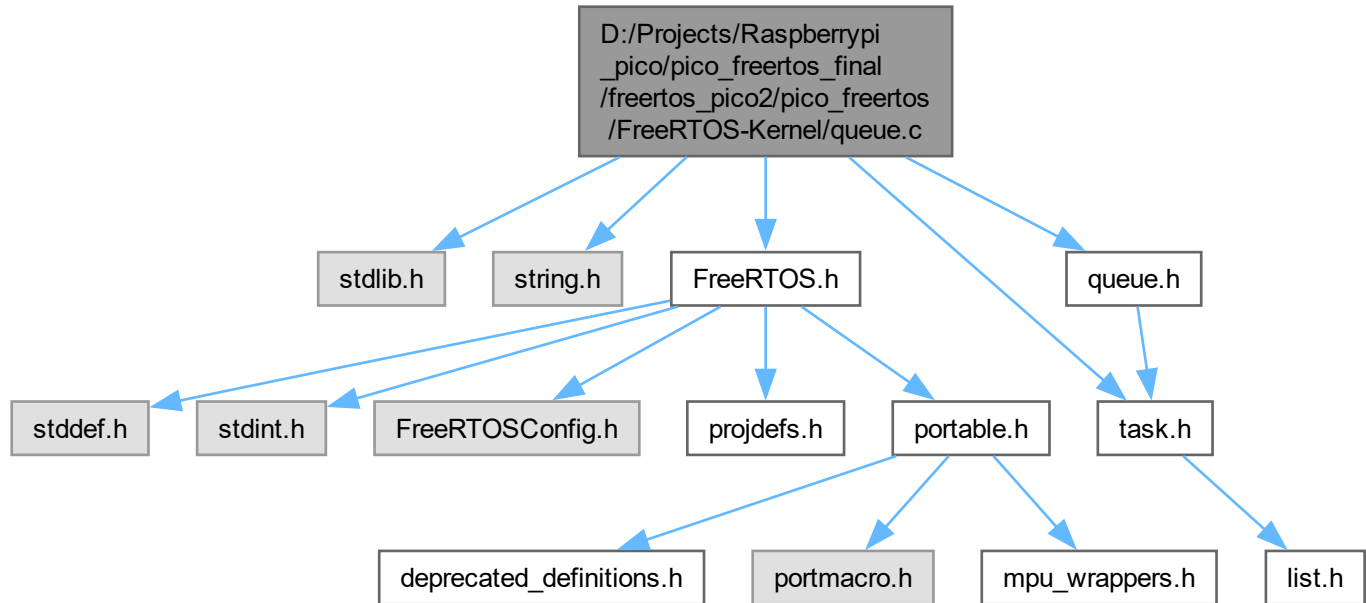 D:/Projects/Raspberrypi
_pico/pico_freertos_final
/freertos_pico2/pico_freertos
/FreeRTOS-Kernel/queue.c
stdlib.h
string.h
FreeRTOS.h
queue.h
stddef.h
stdint.h
FreeRTOSConfig.h
projdefs.h
portable.h
task.h
deprecated_definitions.h
portmacro.h
mpu_wrappers.h
list.h